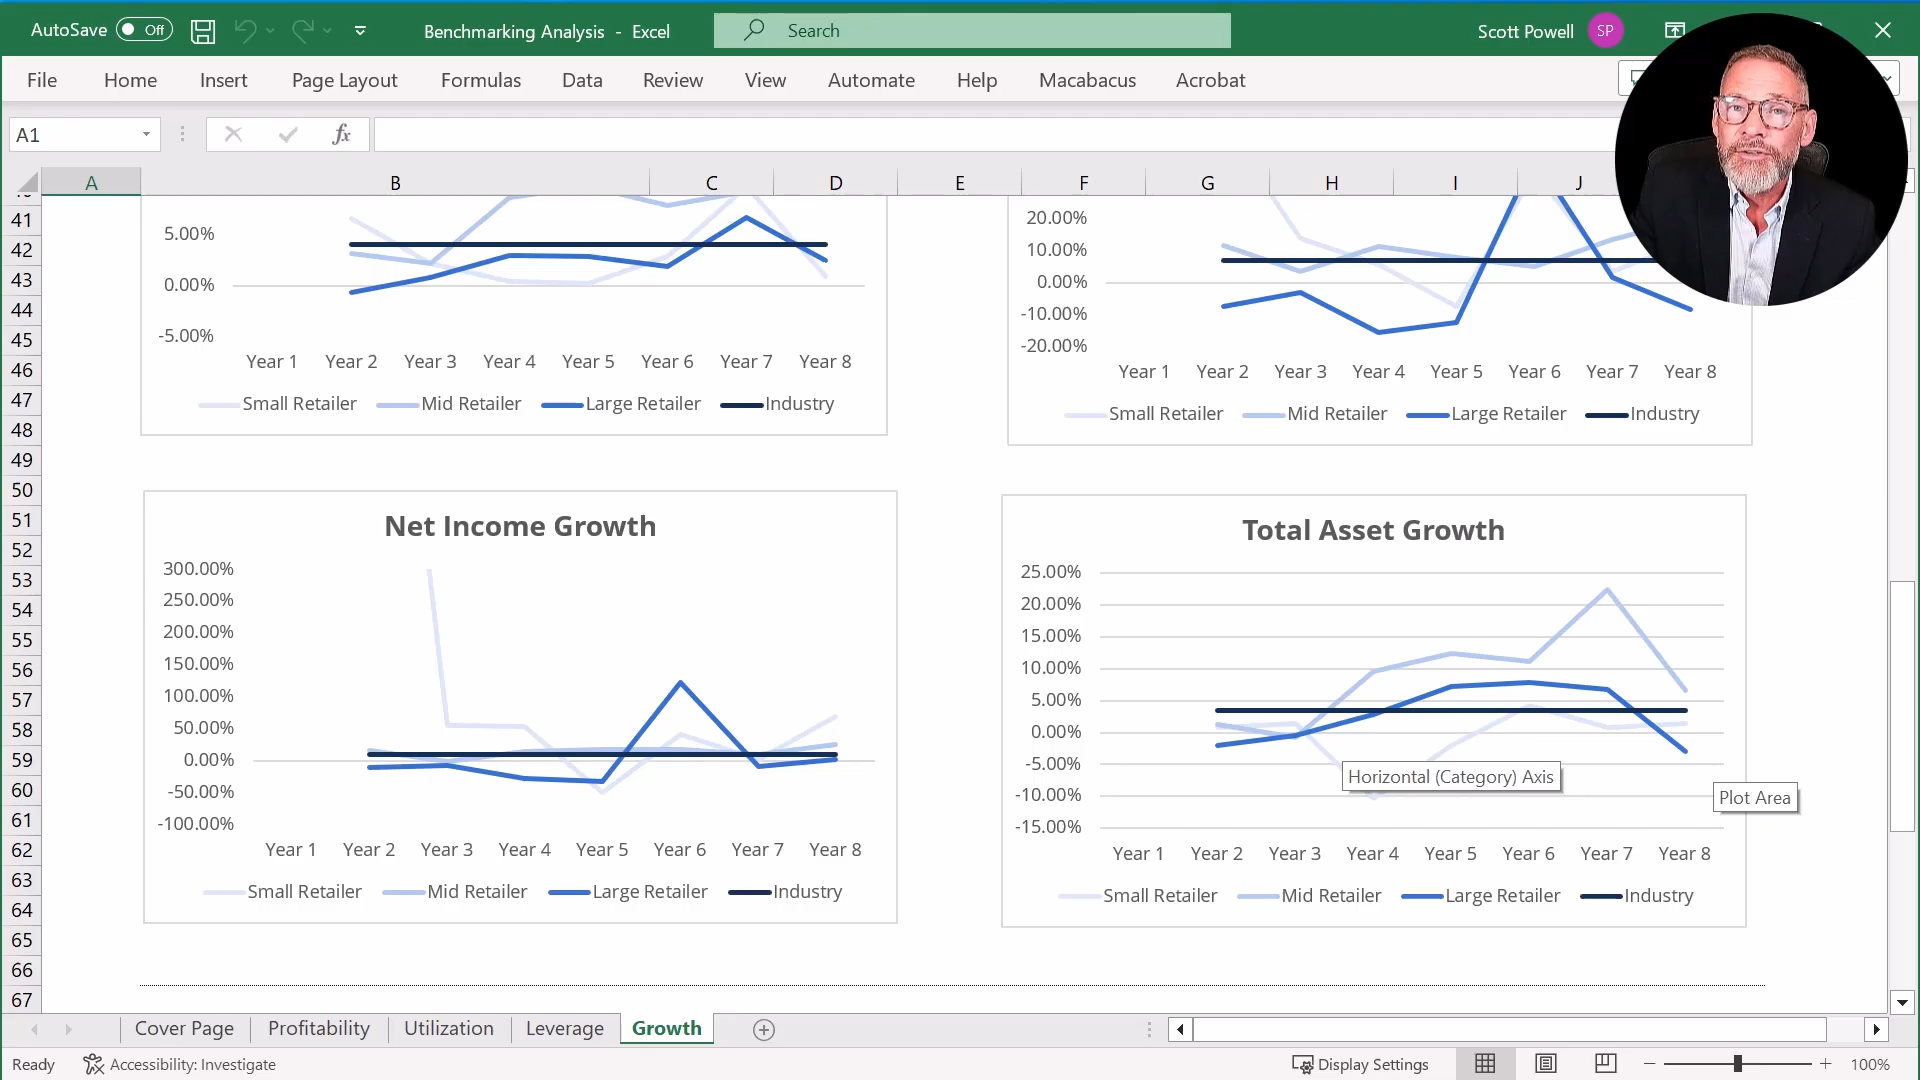 AutoSave Off Benchmarking Analysis - Excel Search Scott Powell SP
File Home Insert Page Layout Formulas Data Review View Automate Help Macabacus Acrobat
A1 fx
A B C D E F G H I J
41
42
43
44
45
46
47
48
49
50
51
52
53
54
55
56
57
58
59
60
61
62
63
64
65
66
67
5.00%
0.00%
-5.00%
Year 1 Year 2 Year 3 Year 4 Year 5 Year 6 Year 7 Year 8
Small Retailer Mid Retailer Large Retailer Industry
20.00%
10.00%
0.00%
-10.00%
-20.00%
Year 1 Year 2 Year 3 Year 4 Year 5 Year 6 Year 7 Year 8
Small Retailer Mid Retailer Large Retailer Industry
Net Income Growth
300.00%
250.00%
200.00%
150.00%
100.00%
50.00%
0.00%
-50.00%
-100.00%
Year 1 Year 2 Year 3 Year 4 Year 5 Year 6 Year 7 Year 8
Small Retailer Mid Retailer Large Retailer Industry
Total Asset Growth
25.00%
20.00%
15.00%
10.00%
5.00%
0.00%
-5.00%
-10.00%
-15.00%
Horizontal (Category) Axis
Plot Area
Year 1 Year 2 Year 3 Year 4 Year 5 Year 6 Year 7 Year 8
Small Retailer Mid Retailer Large Retailer Industry
Cover Page Profitability Utilization Leverage Growth
Ready Accessibility: Investigate Display Settings 100%